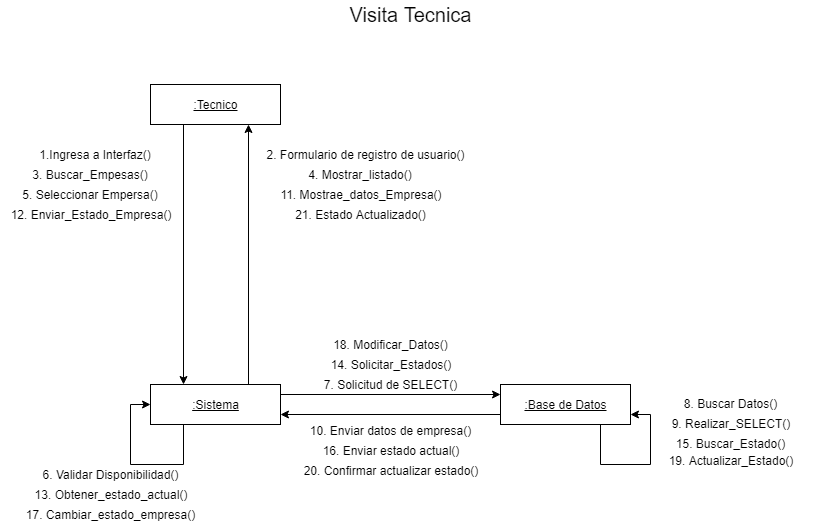 Visita Tecnica
:Tecnico
1.Ingresa a Interfaz()
3. Buscar_Empesas()
5. Seleccionar Empersa()
12. Enviar_Estado_Empresa()
2. Formulario de registro de usuario()
4. Mostrar_listado()
11. Mostrae_datos_Empresa()
21. Estado Actualizado()
18. Modificar_Datos()
14. Solicitar_Estados()
7. Solicitud de SELECT()
:Sistema
:Base de Datos
8. Buscar Datos()
9. Realizar_SELECT()
15. Buscar_Estado()
19. Actualizar_Estado()
10. Enviar datos de empresa()
16. Enviar estado actual()
20. Confirmar actualizar estado()
6. Validar Disponibilidad()
13. Obtener_estado_actual()
17. Cambiar_estado_empresa()